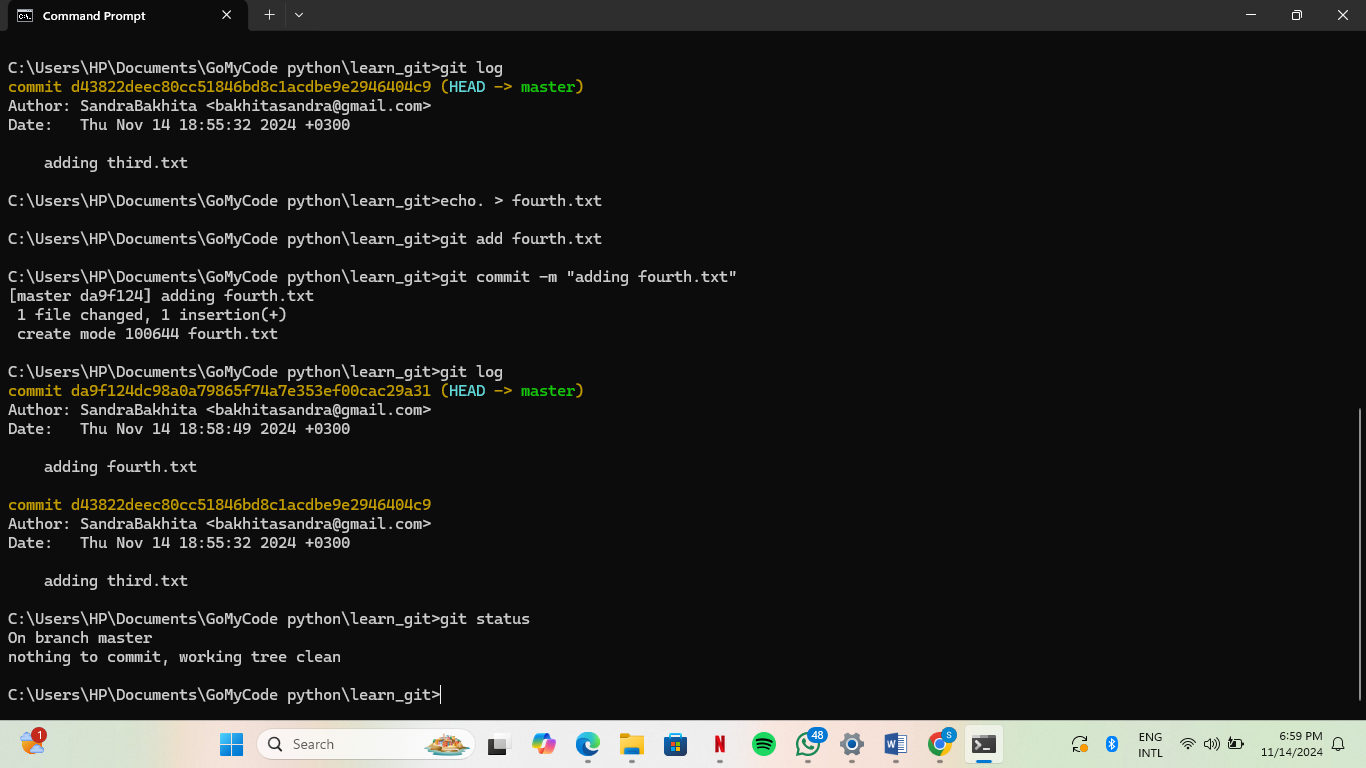 Command Prompt
C:\Users\HP\Documents\GoMyCode python\learn_git>git log
commit d43822deec80cc51846bd8c1acdbe9e2946404c9 (HEAD -> master)
Author: SandraBakhita <bakhitasandra@gmail.com>
Date:   Thu Nov 14 18:55:32 2024 +0300
    adding third.txt
C:\Users\HP\Documents\GoMyCode python\learn_git>echo. > fourth.txt
C:\Users\HP\Documents\GoMyCode python\learn_git>git add fourth.txt
C:\Users\HP\Documents\GoMyCode python\learn_git>git commit -m "adding fourth.txt"
[master da9f124] adding fourth.txt
 1 file changed, 1 insertion(+)
 create mode 100644 fourth.txt
C:\Users\HP\Documents\GoMyCode python\learn_git>git log
commit da9f124dc98a0a79865f74a7e353ef00cac29a31 (HEAD -> master)
Author: SandraBakhita <bakhitasandra@gmail.com>
Date:   Thu Nov 14 18:58:49 2024 +0300
    adding fourth.txt
commit d43822deec80cc51846bd8c1acdbe9e2946404c9
Author: SandraBakhita <bakhitasandra@gmail.com>
Date:   Thu Nov 14 18:55:32 2024 +0300
    adding third.txt
C:\Users\HP\Documents\GoMyCode python\learn_git>git status
On branch master
nothing to commit, working tree clean
C:\Users\HP\Documents\GoMyCode python\learn_git>
1
Search
N
48
W
S
ENG
INTL
6:59 PM
11/14/2024